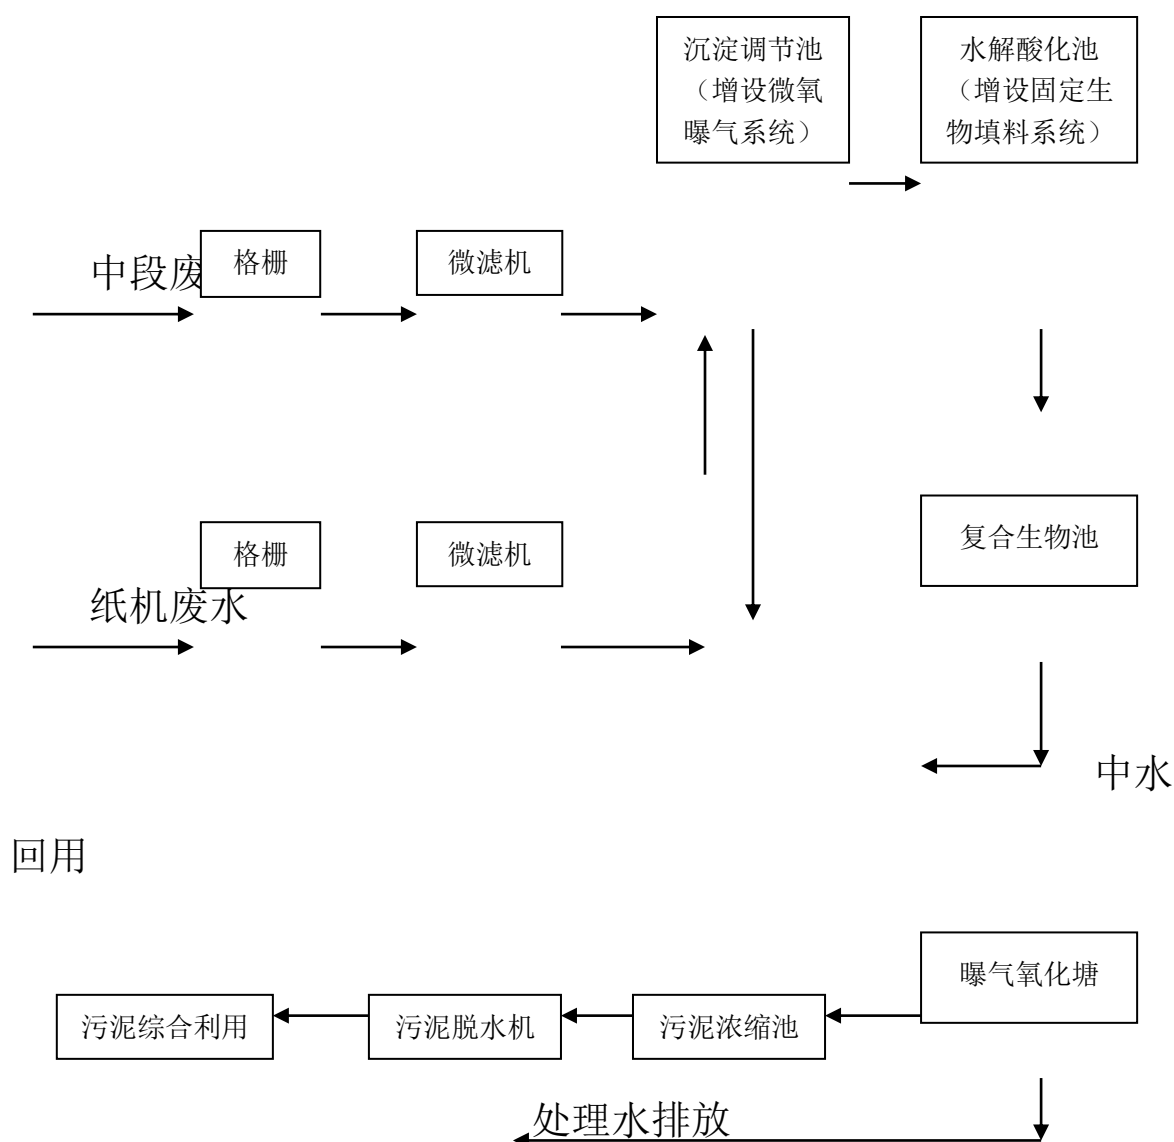 沉淀调节池
（增设微氧
曝气系统）
水解酸化池
（增设固定生
物填料系统）
中段废
格栅
微滤机
格栅
微滤机
复合生物池
纸机废水
中水
回用
曝气氧化塘
污泥综合利用
污泥脱水机
污泥浓缩池
处理水排放